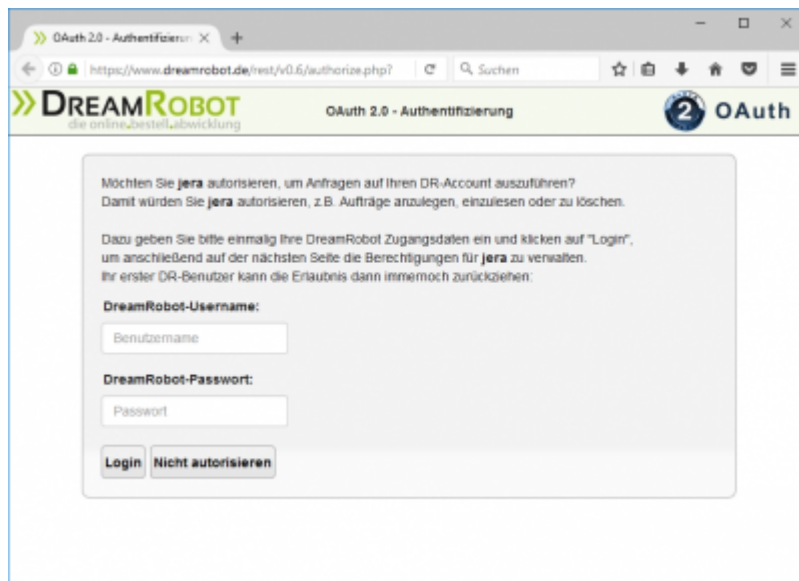 OAuth 2.0 - Authentifizierun
https://www.dreamrobot.de/rest/v0.6/authorize.php?
Suchen
DREAMROBOT
die online.bestell.abwicklung
OAuth 2.0 - Authentifizierung
2 OAuth
Möchten Sie jera autorisieren, um Anfragen auf Ihren DR-Account auszuführen?
Damit würden Sie jera autorisieren, z.B. Aufträge anzulegen, einzulesen oder zu löschen.
Dazu geben Sie bitte einmalig Ihre DreamRobot Zugangsdaten ein und klicken auf "Login",
um anschließend auf der nächsten Seite die Berechtigungen für jera zu verwalten.
Ihr erster DR-Benutzer kann die Erlaubnis dann immernoch zurückziehen:
DreamRobot-Username:
Benutzername
DreamRobot-Passwort:
Passwort
Login Nicht autorisieren